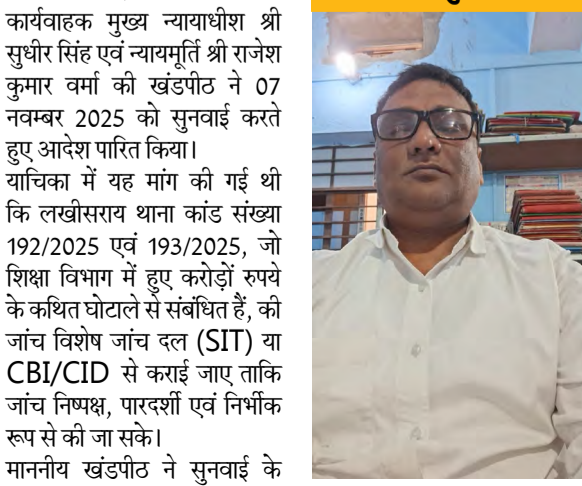 कार्यवाहक मुख्य न्यायाधीश श्री
सुधीर सिंह एवं न्यायमूर्ति श्री राजेश
कुमार वर्मा की खंडपीठ ने 07
नवम्बर 2025 को सुनवाई करते
हुए आदेश पारित किया।
याचिका में यह मांग की गई थी
कि लखीसराय थाना कांड संख्या
192/2025 एवं 193/2025, जो
शिक्षा विभाग में हुए करोड़ों रुपये
के कथित घोटाले से संबंधित हैं, की
जांच विशेष जांच दल (SIT) या
CBI/CID से कराई जाए ताकि
जांच निष्पक्ष, पारदर्शी एवं निर्भीक
रूप से की जा सके।
माननीय खंडपीठ ने सुनवाई के